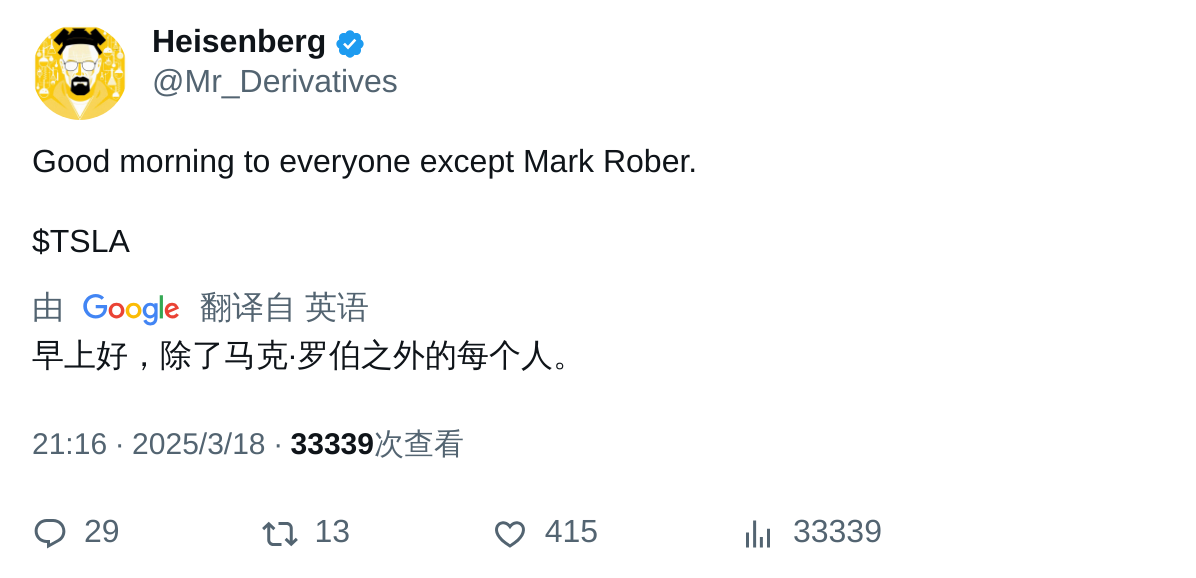 Heisenberg
@Mr_Derivatives
Good morning to everyone except Mark Rober.
$TSLA
由 Google 翻译自 英语
早上好，除了马克·罗伯之外的每个人。
21:16 · 2025/3/18 · 33339次查看
29 13 415 33339